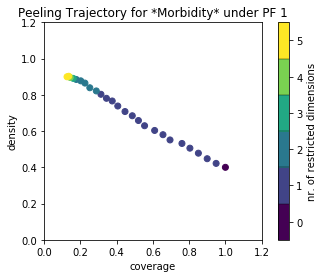 Peeling Trajectory for *Morbidity* under PF 1
1.2
1.0
0.8
0.6
0.4
0.2
0.0
density
0.0 0.2 0.4 0.6 0.8 1.0 1.2
coverage
5
4
3
2
1
0
nr. of restricted dimensions